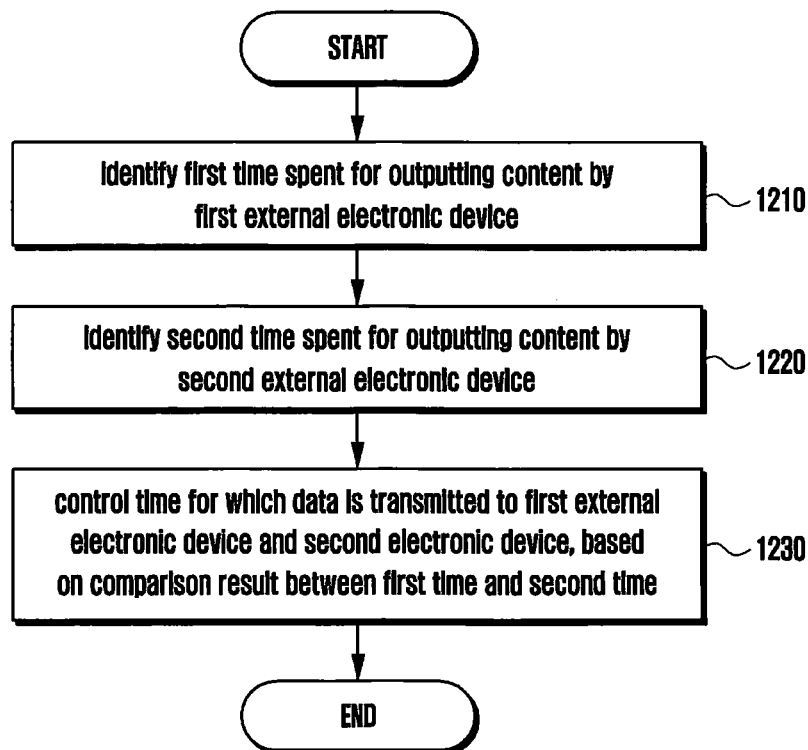 START
identify first time spent for outputting content by
first external electronic device
1210
identify second time spent for outputting content by
second external electronic device
1220
control time for which data is transmitted to first external
electronic device and second electronic device, based
on comparison result between first time and second time
1230
END